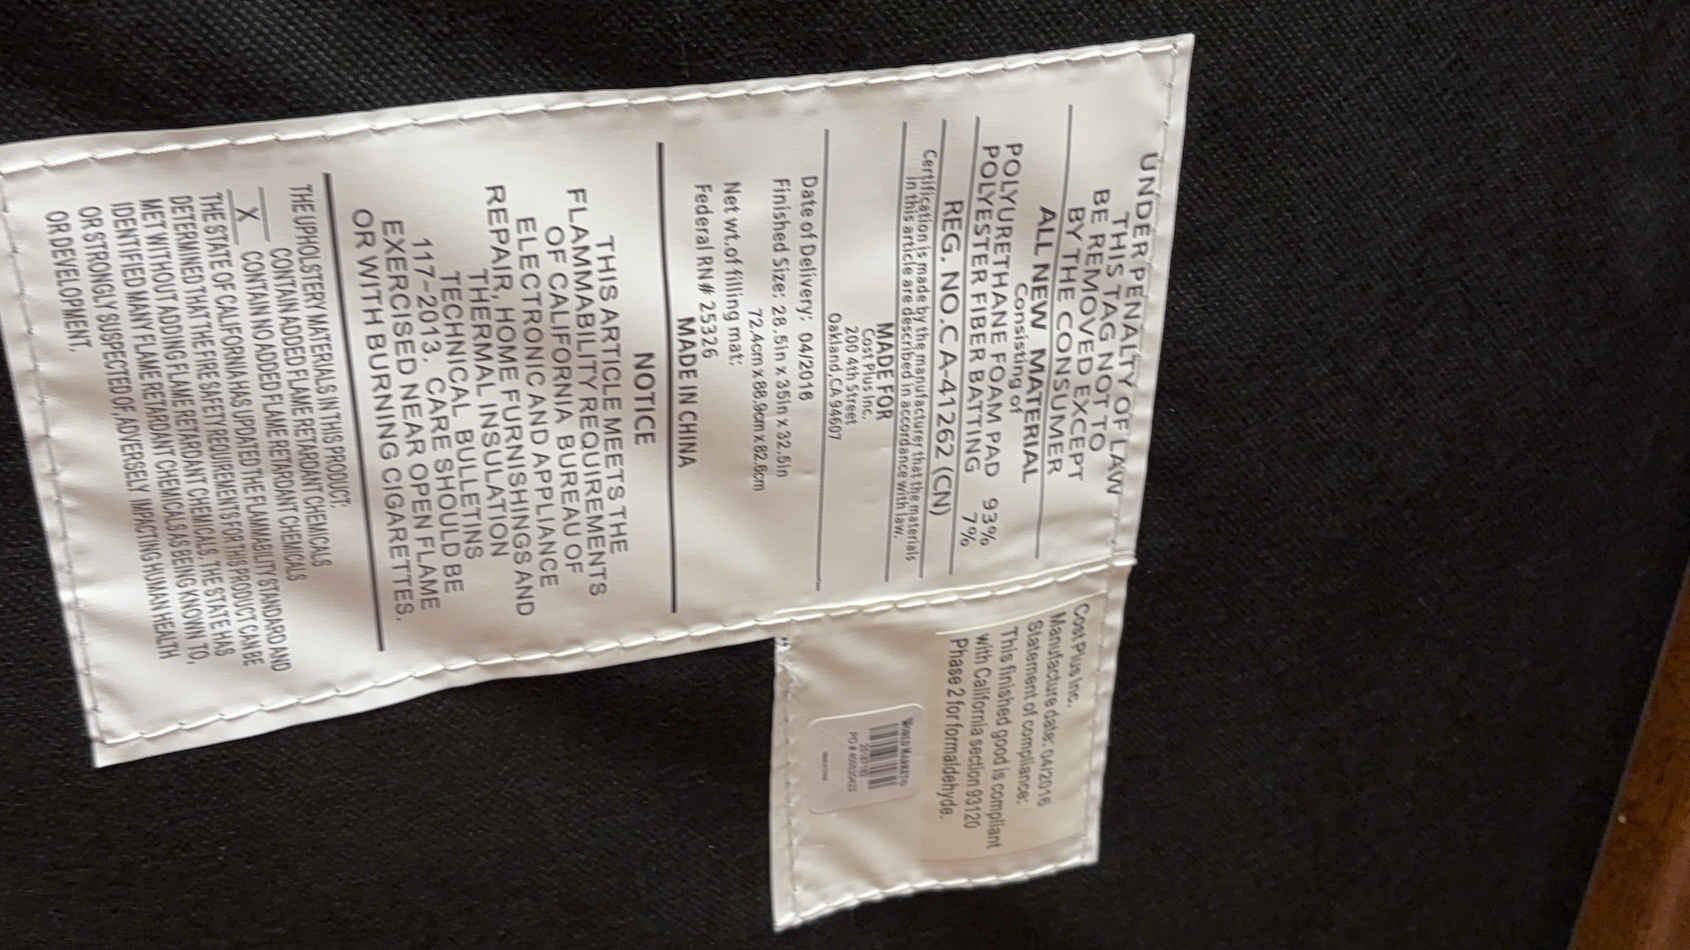 UNDER PENALTY OF LAW
THIS TAG NOT TO
BE REMOVED EXCEPT
BY THE CONSUMER
ALL NEW MATERIAL
Consisting of
POLYURETHANE FOAM PAD 93%
POLYESTER FIBER BATTING 7%
REG. NO.CA-41262 (CN)
Certification is made by the manufacturer that the materials
in this article are described in accordance with law.
MADE FOR
Cost Plus Inc.
200 4th Street
Oakland,CA 94607
Date of Delivery: 04/2016
Finished Size: 28.5in x 35in x 32.5in
72.4cm x 88.9cm x 82.6cm
Net wt.of filling mat:
Federal RN# 25326
MADE IN CHINA
NOTICE
THIS ARTICLE MEETS THE
FLAMMABILITY REQUIREMENTS
OF CALIFORNIA BUREAU OF
ELECTRONIC AND APPLIANCE
REPAIR, HOME FURNISHINGS AND
THERMAL INSULATION
TECHNICAL BULLETINS
117-2013. CARE SHOULD BE
EXERCISED NEAR OPEN FLAME
OR WITH BURNING CIGARETTES.
THE UPHOLSTERY MATERIALS IN THIS PRODUCT:
CONTAIN ADDED FLAME RETARDANT CHEMICALS
X CONTAIN NO ADDED FLAME RETARDANT CHEMICALS
THE STATE OF CALIFORNIA HAS UPDATED THE FLAMMABILITY STANDARD AND
DETERMINED THAT THE FIRE SAFETY REQUIREMENTS FOR THIS PRODUCT CAN BE
MET WITHOUT ADDING FLAME RETARDANT CHEMICALS. THE STATE HAS
IDENTIFIED MANY FLAME RETARDANT CHEMICALS AS BEING KNOWN TO,
OR STRONGLY SUSPECTED OF, ADVERSELY IMPACTING HUMAN HEALTH
OR DEVELOPMENT.
Cost Plus Inc.
Manufacture date: 04/2016
Statement of compliance:
This finished good is compliant
with California section 93120
Phase 2 for formaldehyde.
WORLD MARKET
PO #